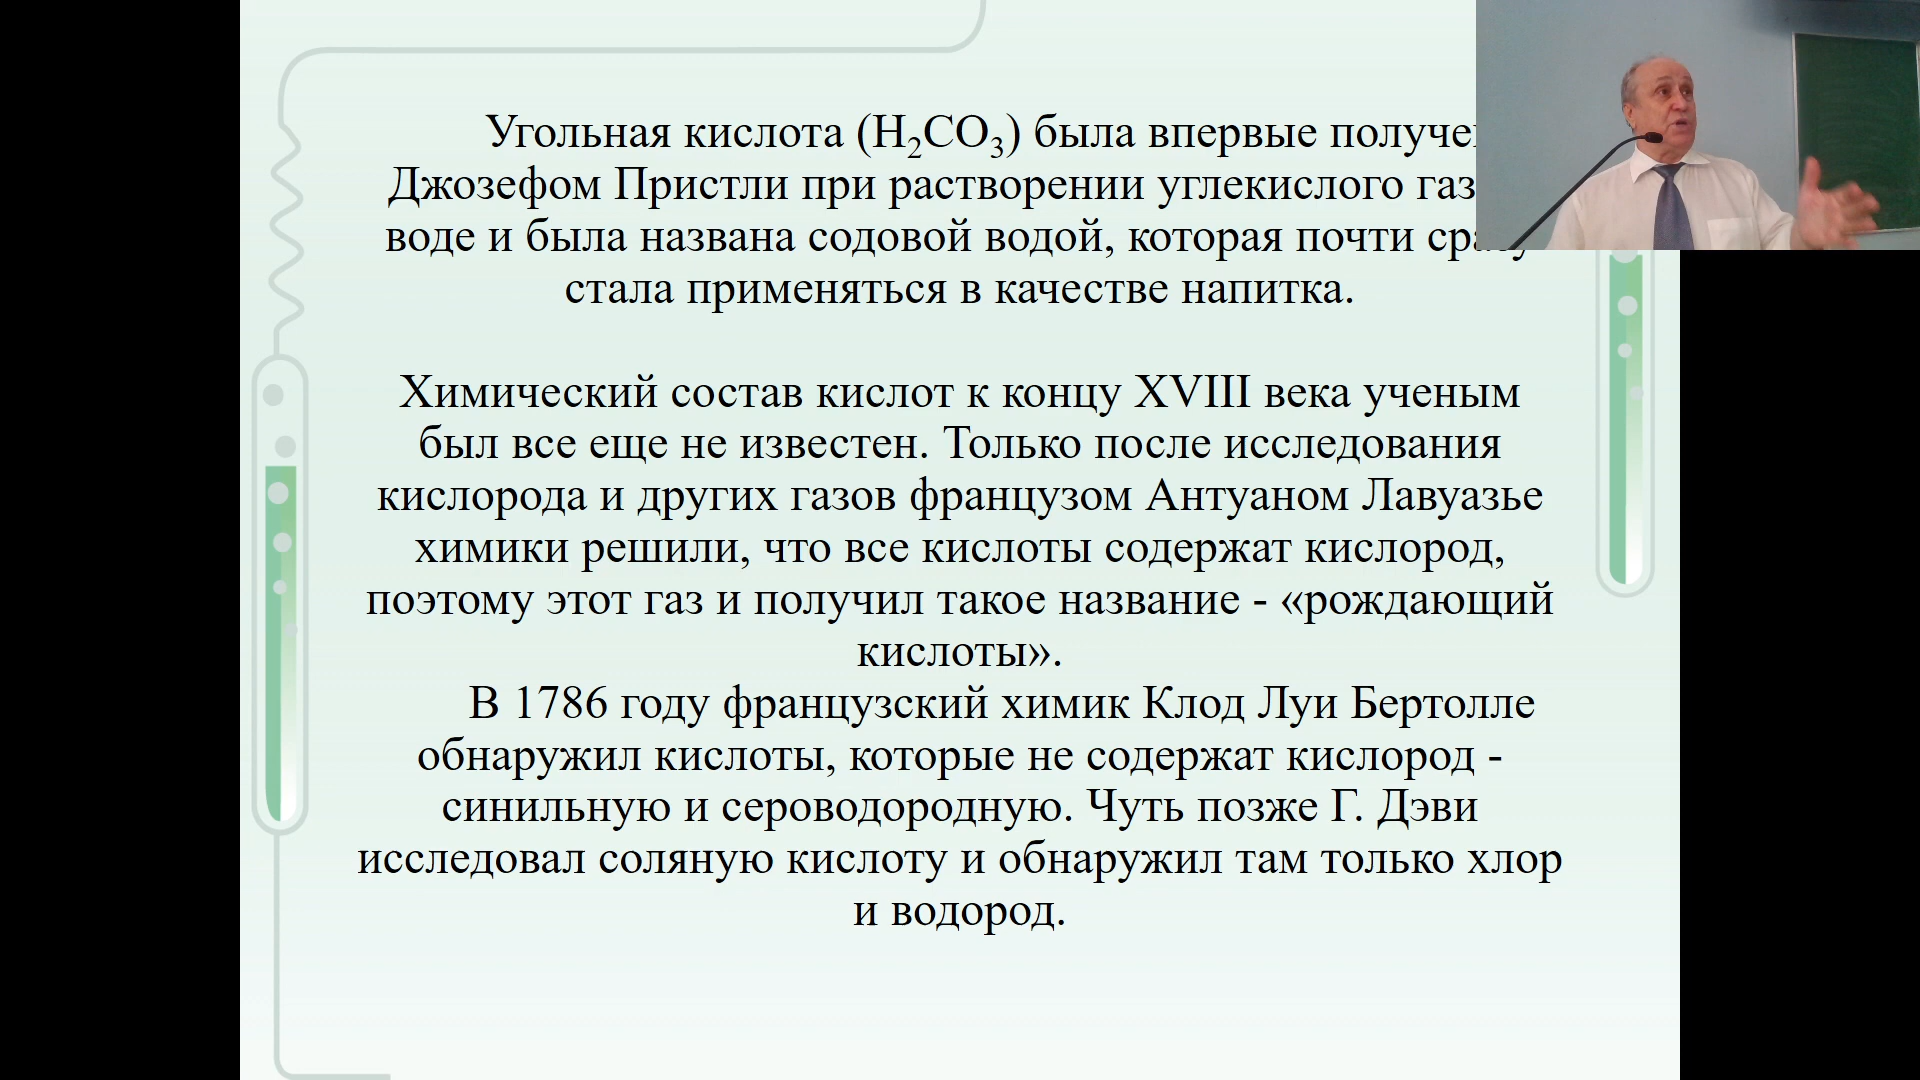 Угольная кислота (H₂CO₃) была впервые
Джозефом Пристли при растворении углекислого
воде и была названа содовой водой, которая почти
стала применяться в качестве напитка.
Химический состав кислот к концу XVIII века ученым
был все еще не известен. Только после исследования
кислорода и других газов французом Антуаном Лавуазье
химики решили, что все кислоты содержат кислород,
поэтому этот газ и получил такое название - «рождающий
кислоты».
В 1786 году французский химик Клод Луи Бертолле
обнаружил кислоты, которые не содержат кислород -
синильную и сероводородную. Чуть позже Г. Дэви
исследовал соляную кислоту и обнаружил там только хлор
и водород.